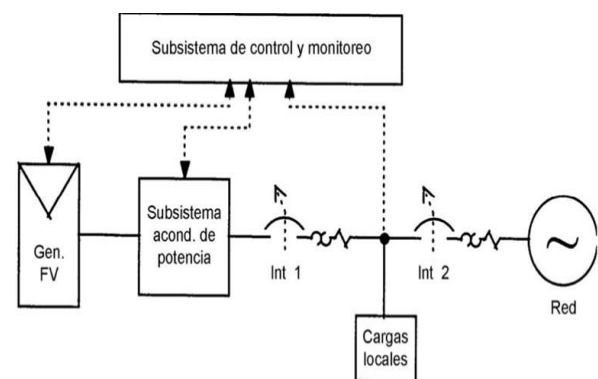 Subsistema de control y monitoreo
Gen.
FV
Subsistema
acond. de
potencia
Int 1
Int 2
Red
Cargas
locales